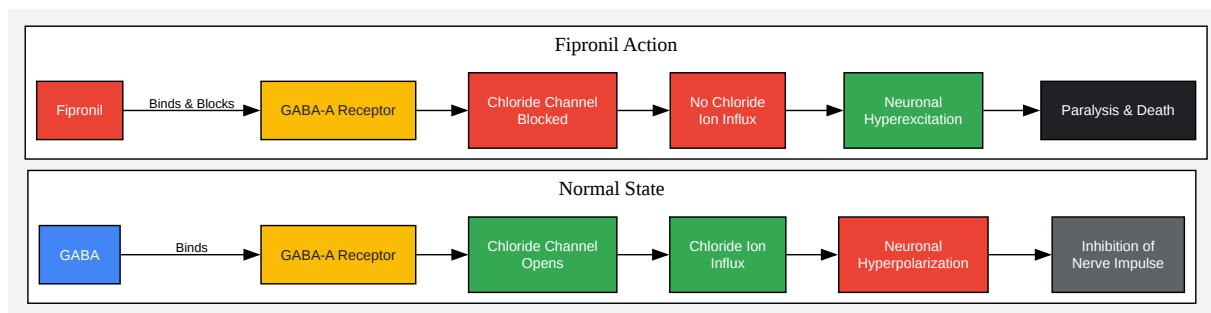 Fipronil Action
Fipronil
Binds & Blocks
GABA-A Receptor
Chloride Channel
Blocked
No Chloride
Ion Influx
Neuronal
Hyperexcitation
Paralysis & Death
Normal State
GABA
Binds
GABA-A Receptor
Chloride Channel
Opens
Chloride Ion
Influx
Neuronal
Hyperpolarization
Inhibition of
Nerve Impulse